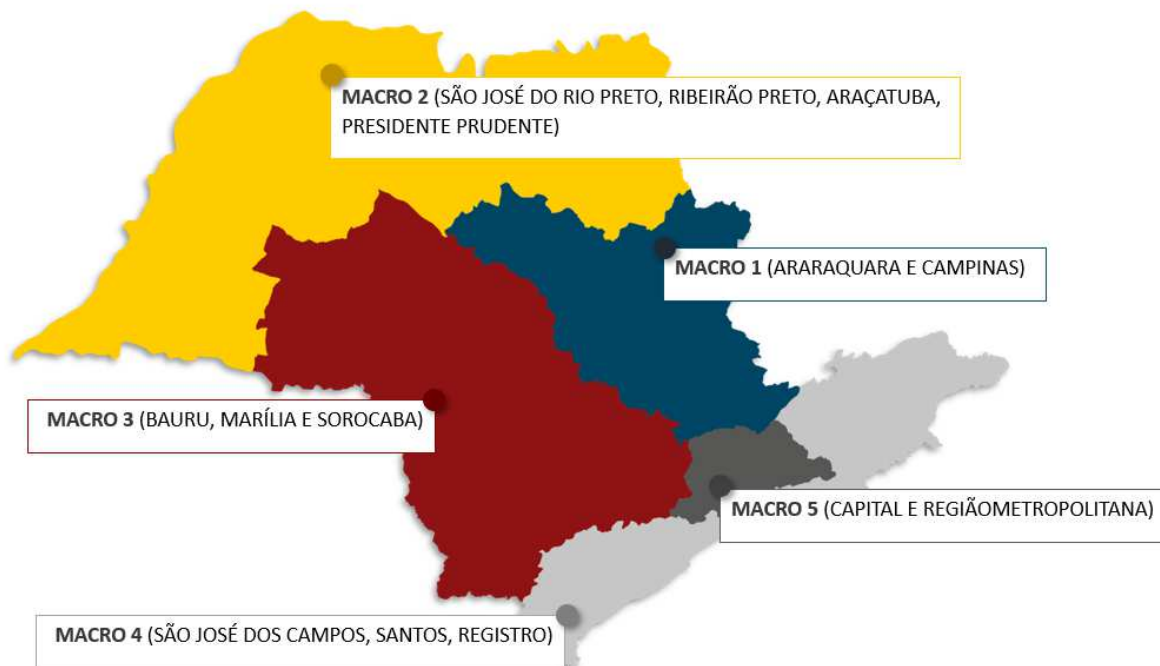 MACRO 2 (SÃO JOSÉ DO RIO PRETO, RIBEIRÃO PRETO, ARAÇATUBA,
PRESIDENTE PRUDENTE)
MACRO 1 (ARARAQUARA E CAMPINAS)
MACRO 3 (BAURU, MARÍLIA E SOROCABA)
MACRO 5 (CAPITAL E REGIÃOMETROPOLITANA)
MACRO 4 (SÃO JOSÉ DOS CAMPOS, SANTOS, REGISTRO)